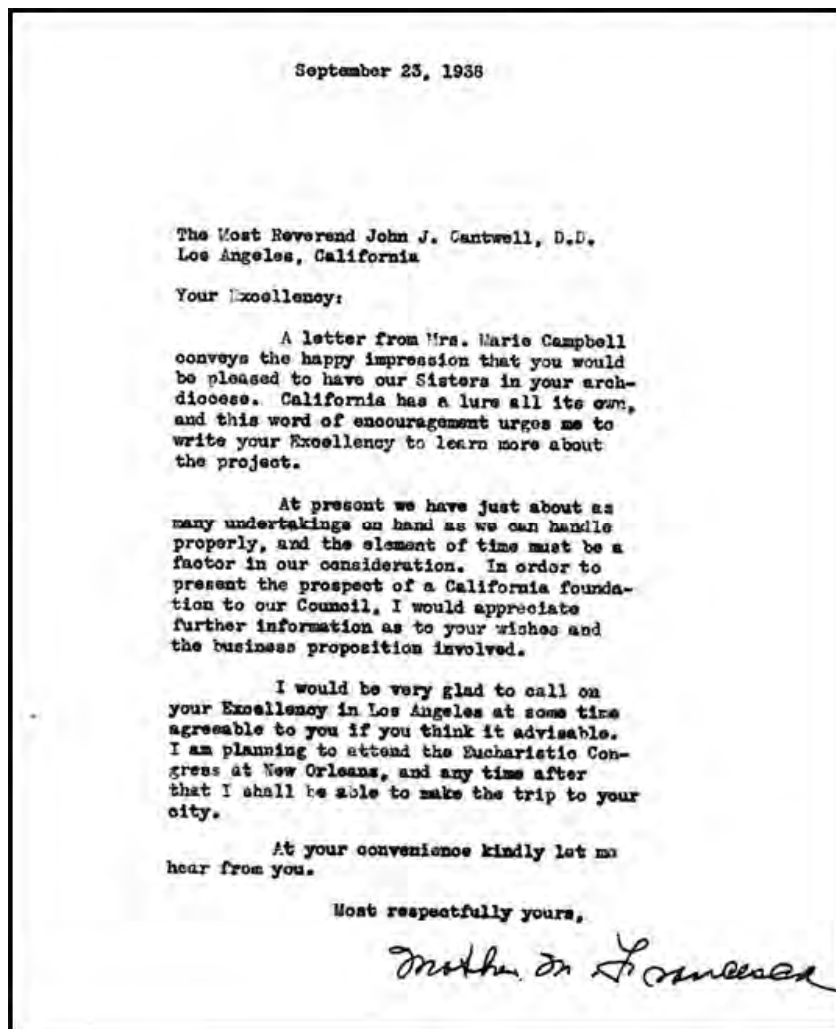 September 23, 1938
The Most Reverend John J. Cantwell, D.D.
Los Angeles, California
Your Excellency:
A letter from Mrs. Marie Campbell
conveys the happy impression that you would
be pleased to have our Sisters in your arch-
diocese. California has a lure all its own,
and this word of encouragement urges me to
write your Excellency to learn more about
the project.
At present we have just about as
many undertakings on hand as we can handle
properly, and the element of time must be a
factor in our consideration. In order to
present the prospect of a California founda-
tion to our Council, I would appreciate
further information as to your wishes and
the business proposition involved.
I would be very glad to call on
your Excellency in Los Angeles at some time
agreeable to you if you think it advisable.
I am planning to attend the Eucharistic Con-
gress at New Orleans, and any time after
that I shall be able to make the trip to your
city.
At your convenience kindly let me
hear from you.
Most respectfully yours,
Mother M Francesca